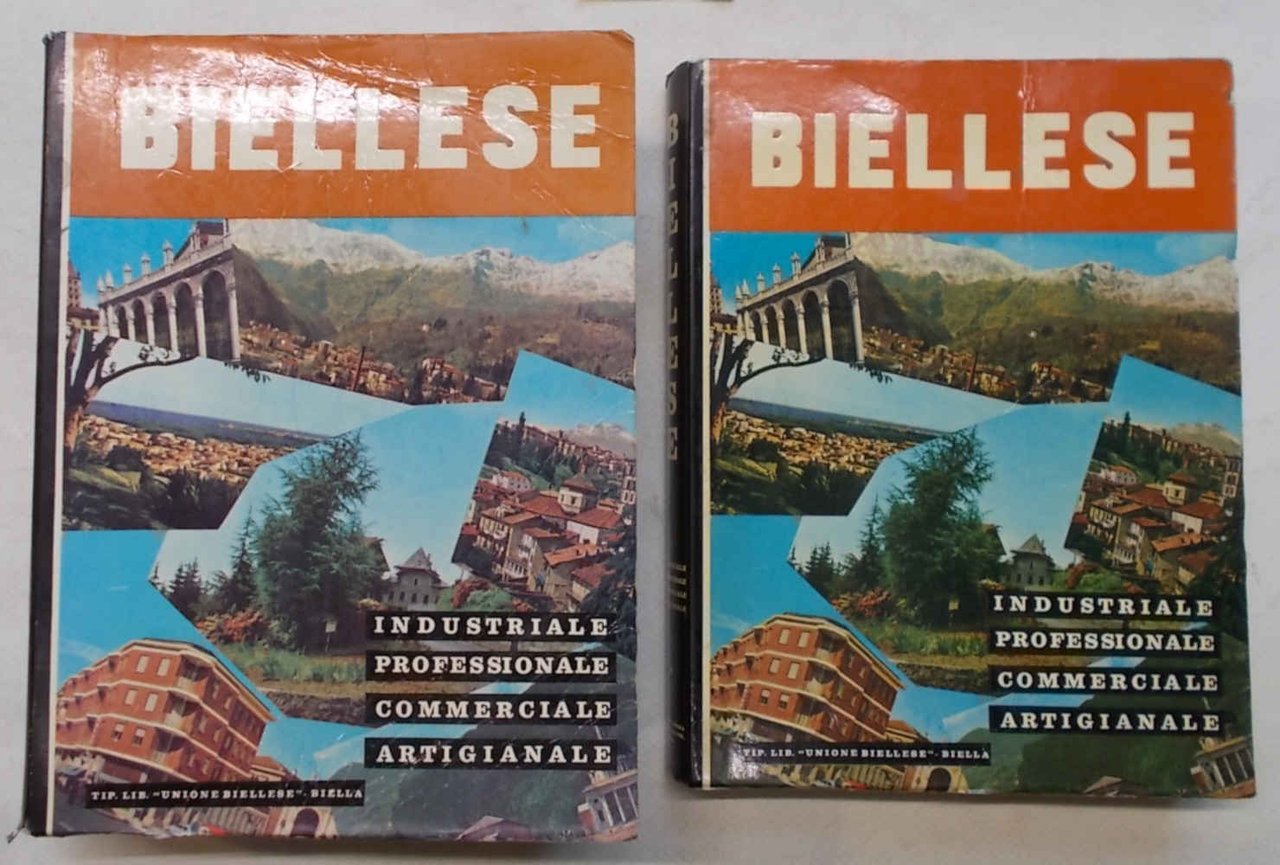 BIELLESE
INDUSTRIALE
PROFESSIONALE
COMMERCIALE
ARTIGIANALE
TIP. LIB. "UNIONE BIELLESE" - BIELLA
BIELLESE
BIELLESE
INDUSTRIALE
PROFESSIONALE
COMMERCIALE
ARTIGIANALE
TIP. LIB. "UNIONE BIELLESE" - BIELLA